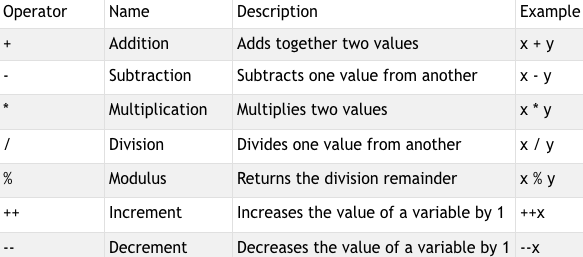 Operator Name Description Example
+ Addition Adds together two values x + y
- Subtraction Subtracts one value from another x - y
* Multiplication Multiplies two values x * y
/ Division Divides one value from another x / y
% Modulus Returns the division remainder x % y
++ Increment Increases the value of a variable by 1 ++x
-- Decrement Decreases the value of a variable by 1 --x